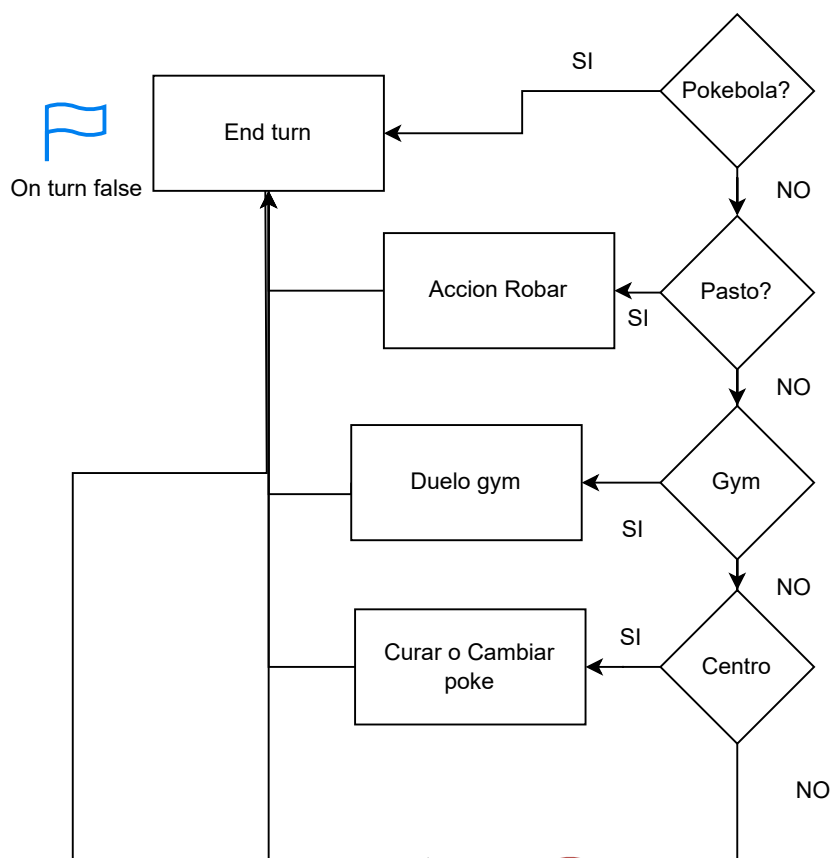 SI
Pokebola?
End turn
On turn false
NO
Accion Robar
Pasto?
SI
NO
Duelo gym
Gym
SI
NO
Curar o Cambiar
poke
SI
Centro
NO